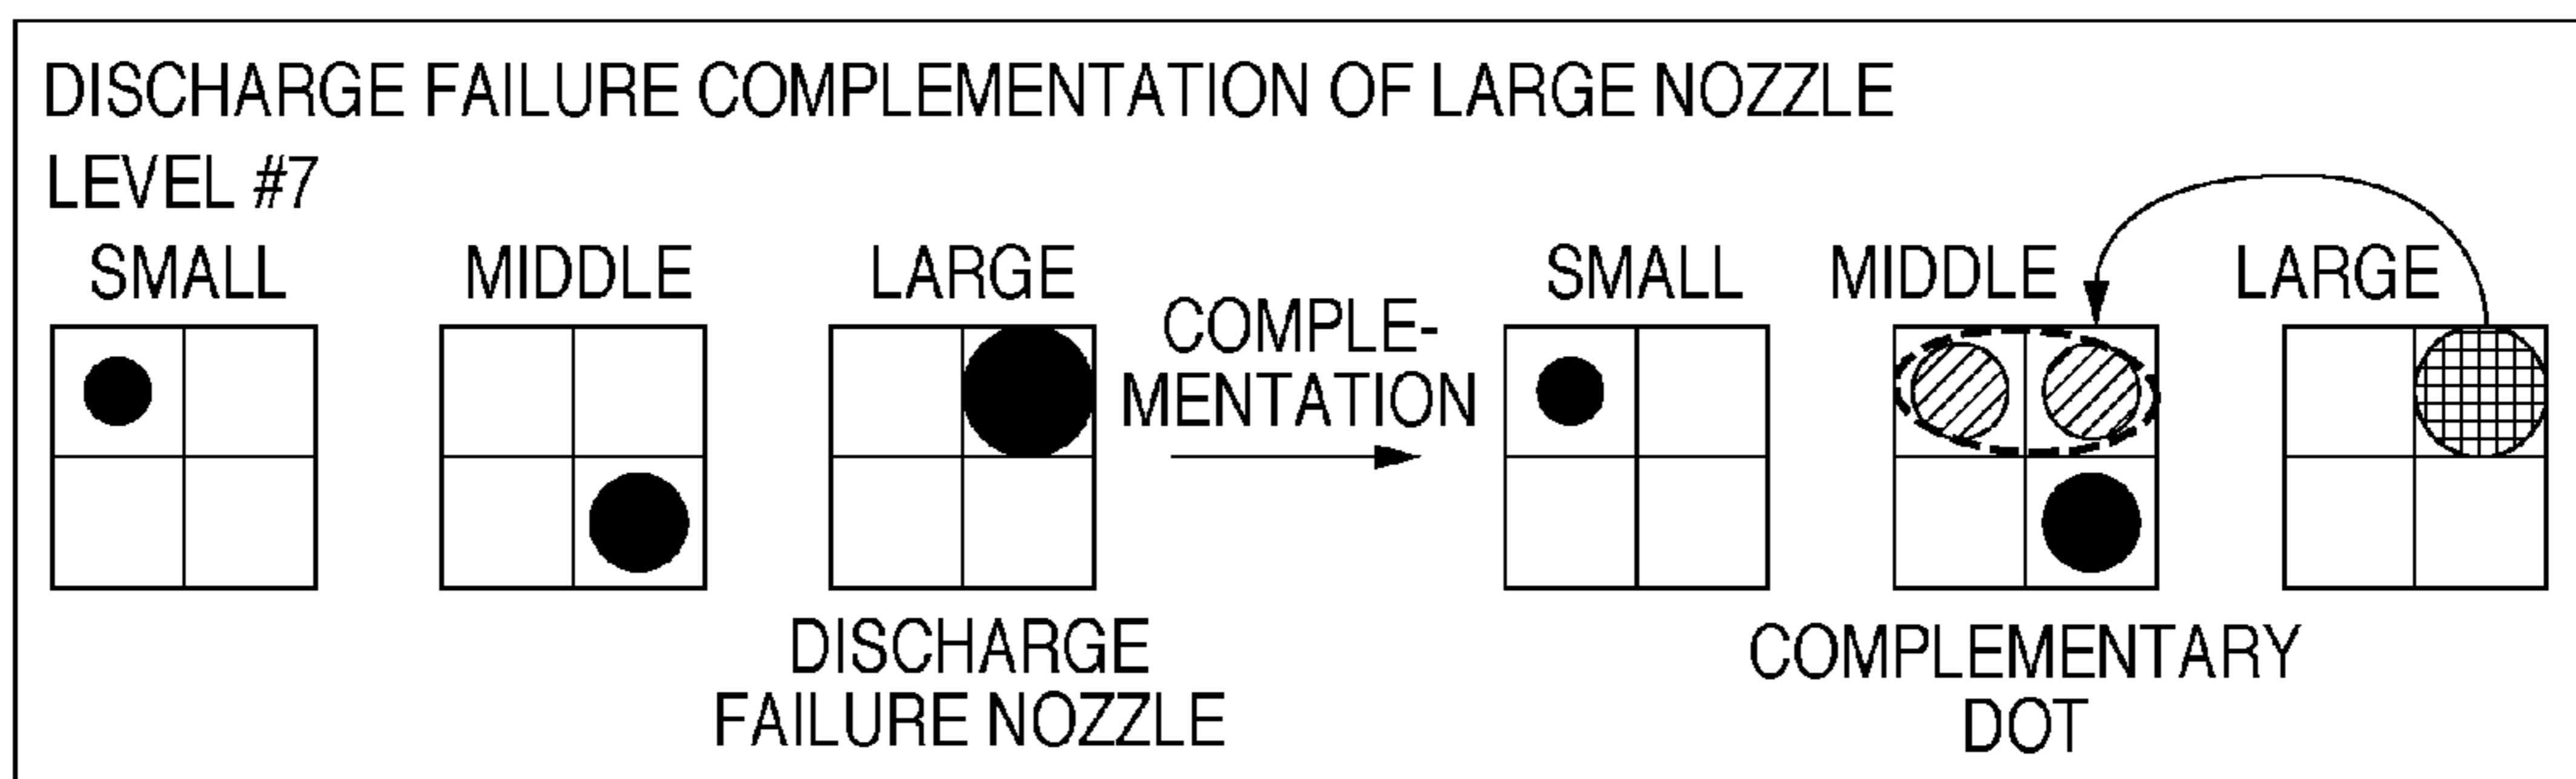 DISCHARGE FAILURE COMPLEMENTATION OF LARGE NOZZLE
LEVEL #7
SMALL MIDDLE LARGE
COMPLE-
MENTATION
SMALL MIDDLE LARGE
DISCHARGE
FAILURE NOZZLE
COMPLEMENTARY
DOT